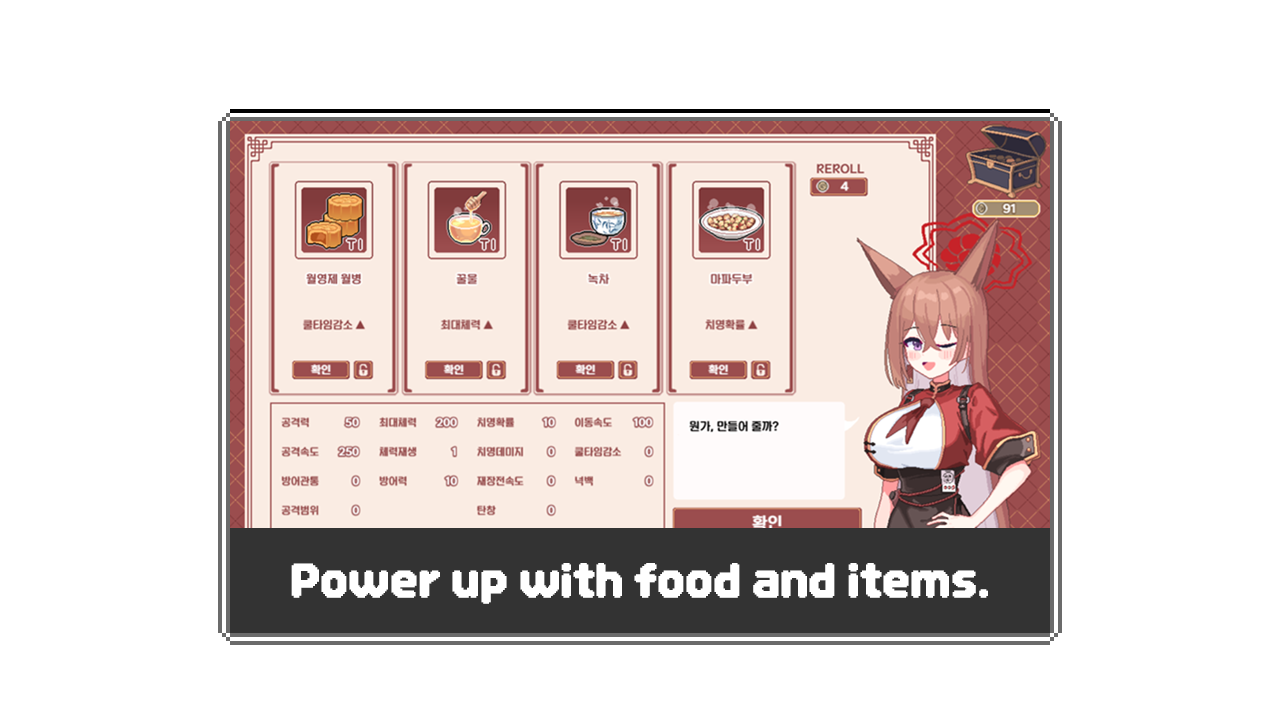 REROLL
4
91
T1
T1
T1
T1
월영제 월병
꿀물
녹차
마파두부
쿨타임감소 ▲
최대체력 ▲
쿨타임감소 ▲
치명확률 ▲
확인
확인
확인
확인
공격력 50 최대체력 200 치명확률 10 이동속도 100
공격속도 250 체력재생 1 치명데미지 0 쿨타임감소 0
방어관통 0 방어력 10 재장전속도 0 넉백 0
공격범위 0 탄창 0
뭔가, 만들어 줄까?
확인
Power up with food and items.